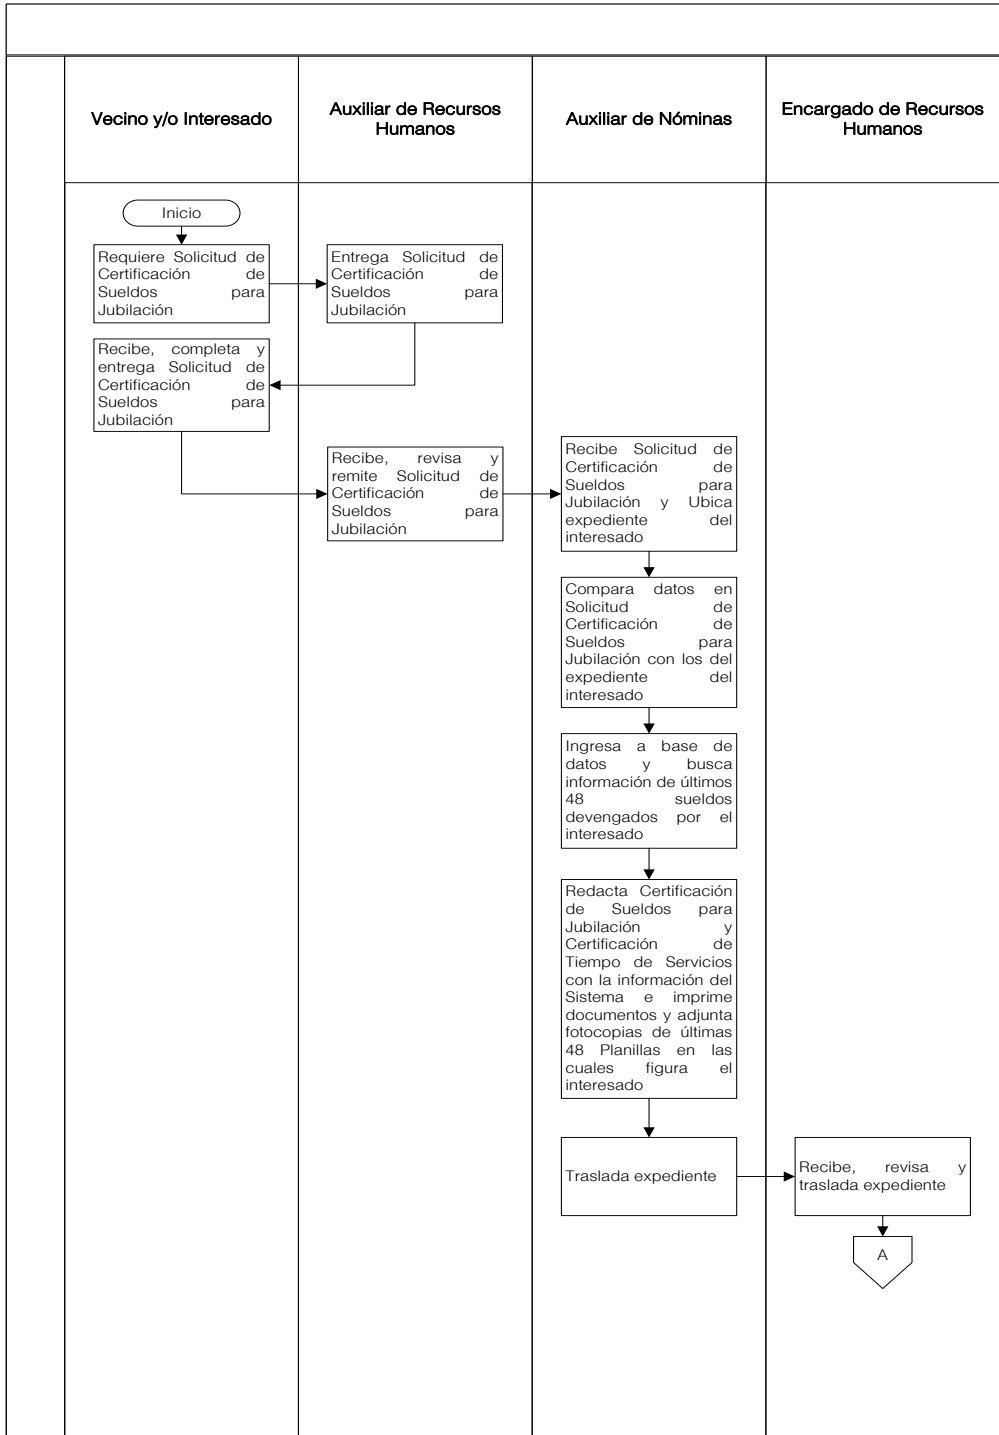 Vecino y/o Interesado
Auxiliar de Recursos
Humanos
Auxiliar de Nóminas
Encargado de Recursos
Humanos
Inicio
Requiere Solicitud de
Certificación de
Sueldos para
Jubilación
Entrega Solicitud de
Certificación de
Sueldos para
Jubilación
Recibe, completa y
entrega Solicitud de
Certificación de
Sueldos para
Jubilación
Recibe, revisa y
remite Solicitud de
Certificación de
Sueldos para
Jubilación
Recibe Solicitud de
Certificación de
Sueldos para
Jubilación y Ubica
expediente del
interesado
Compara datos en
Solicitud de
Certificación de
Sueldos para
Jubilación con los del
expediente del
interesado
Ingresa a base de
datos y busca
información de últimos
48 sueldos
devengados por el
interesado
Redacta Certificación
de Sueldos para
Jubilación y
Certificación de
Tiempo de Servicios
con la información del
Sistema e imprime
documentos y adjunta
fotocopias de últimas
48 Planillas en las
cuales figura el
interesado
Traslada expediente
Recibe, revisa y
traslada expediente
A